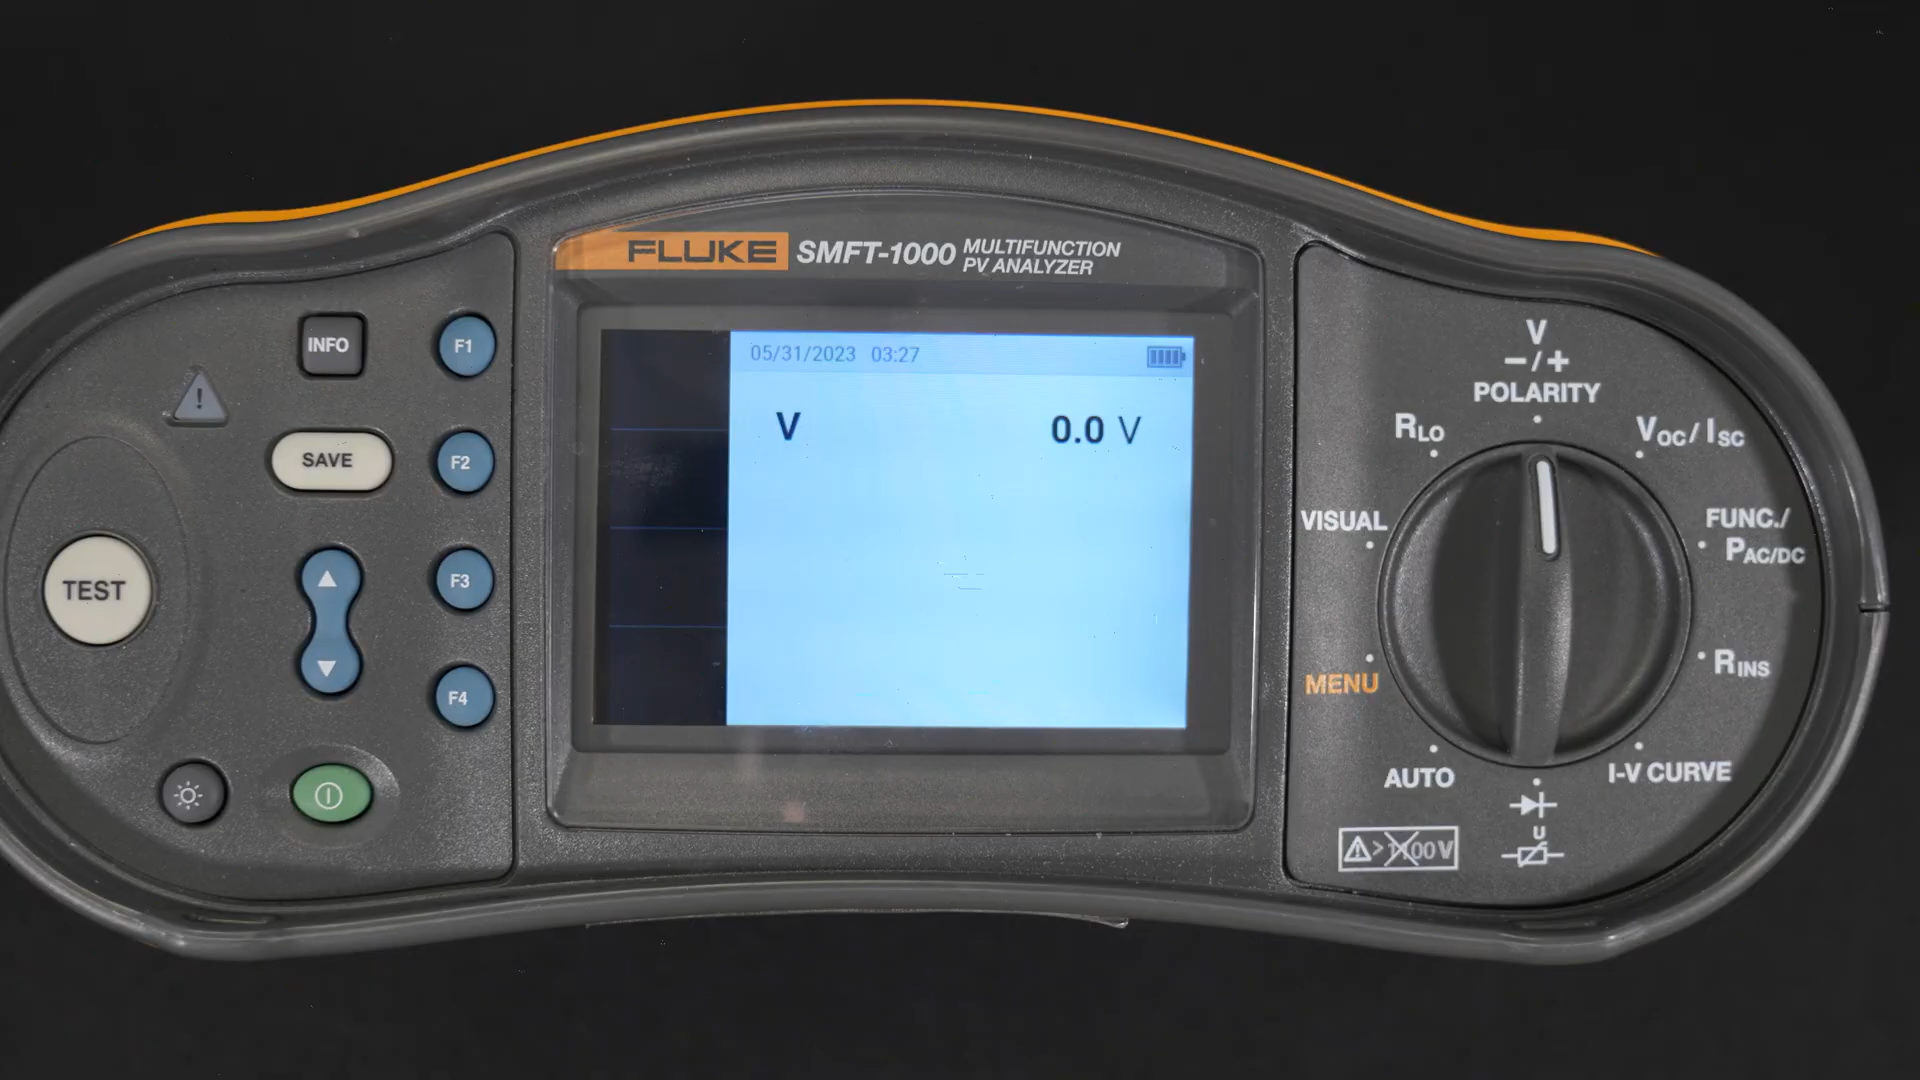 FLUKE SMFT-1000 MULTIFUNCTION
PV ANALYZER
INFO
F1
SAVE
F2
TEST
F3
F4
05/31/2023 03:27
V 0.0 V
V
- / +
POLARITY
RLO
VOC / ISC
VISUAL
FUNC./
PAC/DC
MENU
RINS
AUTO
I-V CURVE
U
> 1100 V